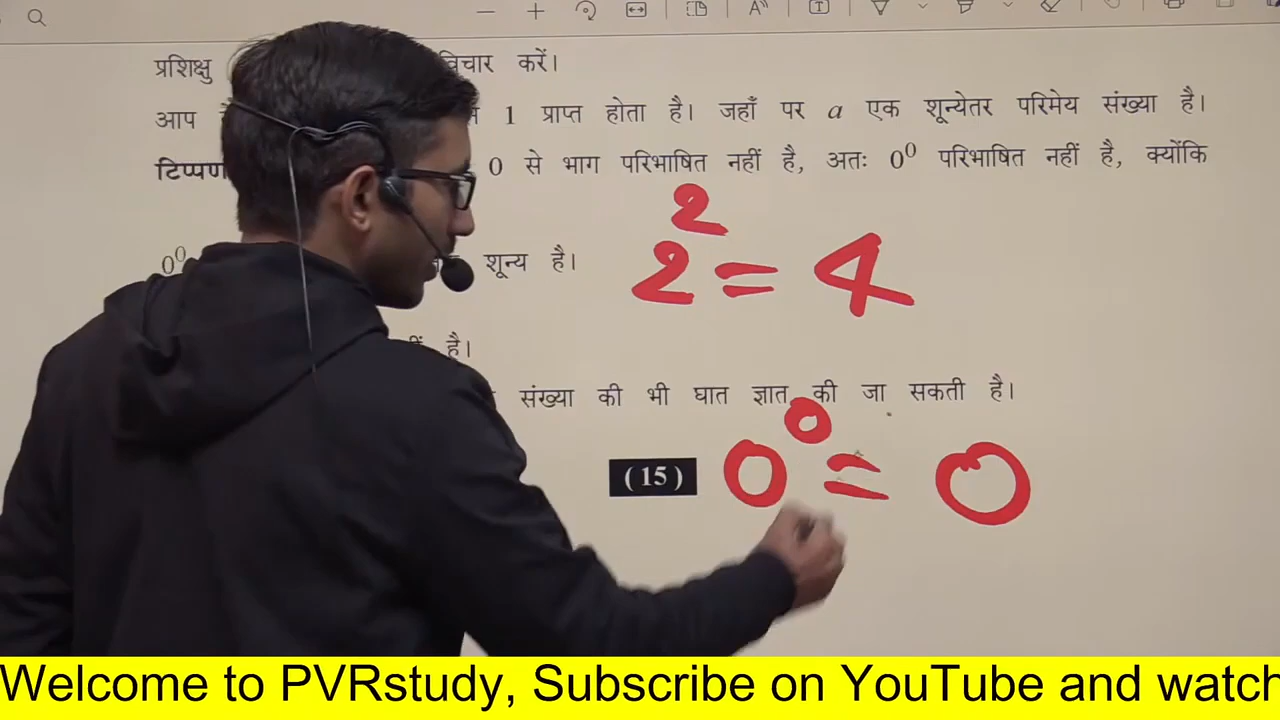 प्रशिक्षु विचार करें।
आप 1 प्राप्त होता है। जहाँ पर a एक शून्येतर परिमेय संख्या है।
0 से भाग परिभाषित नहीं है, अतः 0⁰ परिभाषित नहीं है, क्योंकि
2² = 4
0⁰ शून्य है।
है।
संख्या की भी घात ज्ञात की जा सकती है।
(15) 0⁰ = 0
Welcome to PVRstudy, Subscribe on YouTube and watch